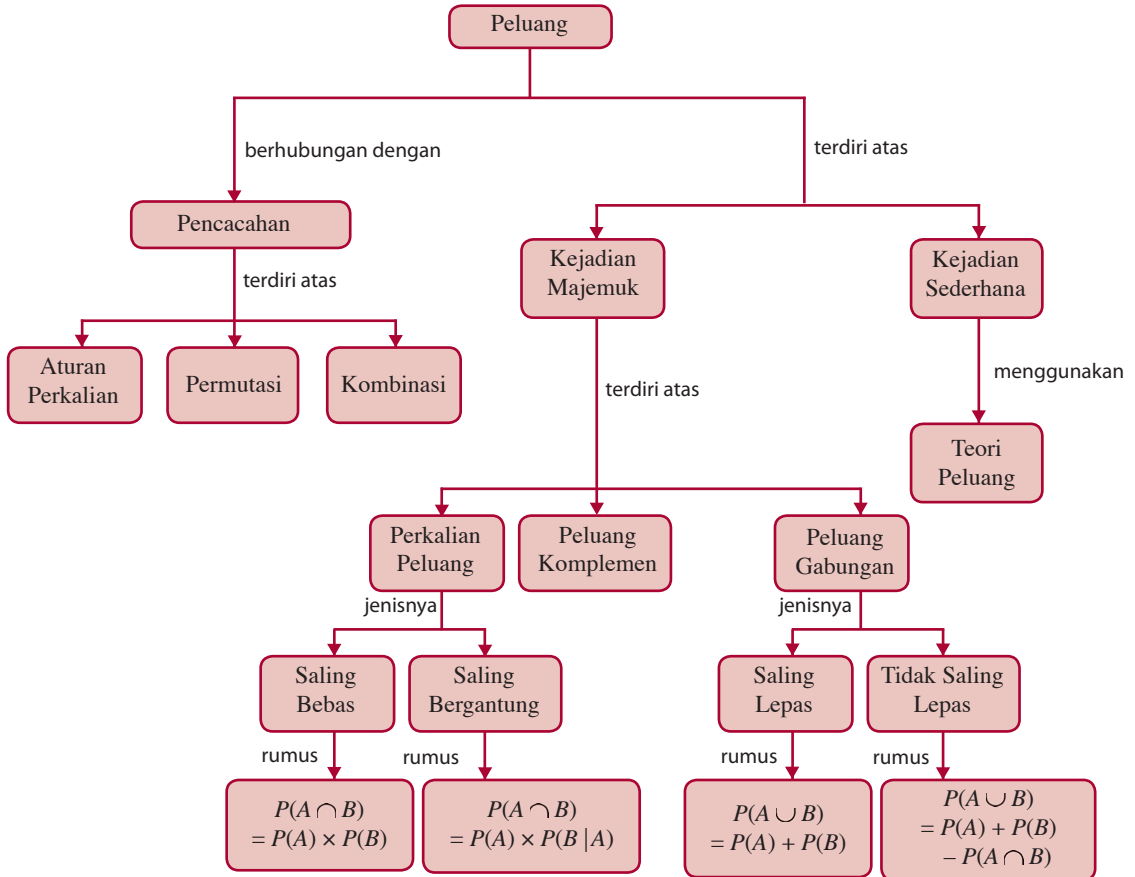 Peluang
berhubungan dengan
terdiri atas
Pencacahan
terdiri atas
Aturan
Perkalian
Permutasi
Kombinasi
Kejadian
Majemuk
Kejadian
Sederhana
terdiri atas
menggunakan
Teori
Peluang
Perkalian
Peluang
Peluang
Komplemen
Peluang
Gabungan
jenisnya
jenisnya
Saling
Bebas
Saling
Bergantung
Saling
Lepas
Tidak Saling
Lepas
rumus
rumus
rumus
rumus
P(A ∩ B)
= P(A) × P(B)
P(A ∩ B)
= P(A) × P(B | A)
P(A ∪ B)
= P(A) + P(B)
P(A ∪ B)
= P(A) + P(B)
– P(A ∩ B)